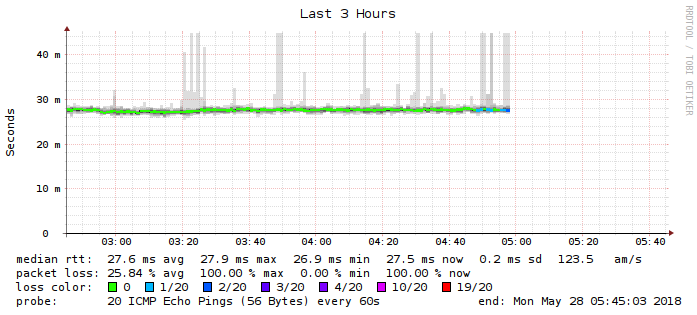 Last 3 Hours
RRDTOOL / TOBI OETIKER
Seconds
40 m
30 m
20 m
10 m
0
03:00 03:20 03:40 04:00 04:20 04:40 05:00 05:20 05:40
median rtt: 27.6 ms avg 27.9 ms max 26.9 ms min 27.5 ms now 0.2 ms sd 123.5 am/s
packet loss: 25.84 % avg 100.00 % max 0.00 % min 100.00 % now
loss color: 0 1/20 2/20 3/20 4/20 10/20 19/20
probe: 20 ICMP Echo Pings (56 Bytes) every 60s end: Mon May 28 05:45:03 2018